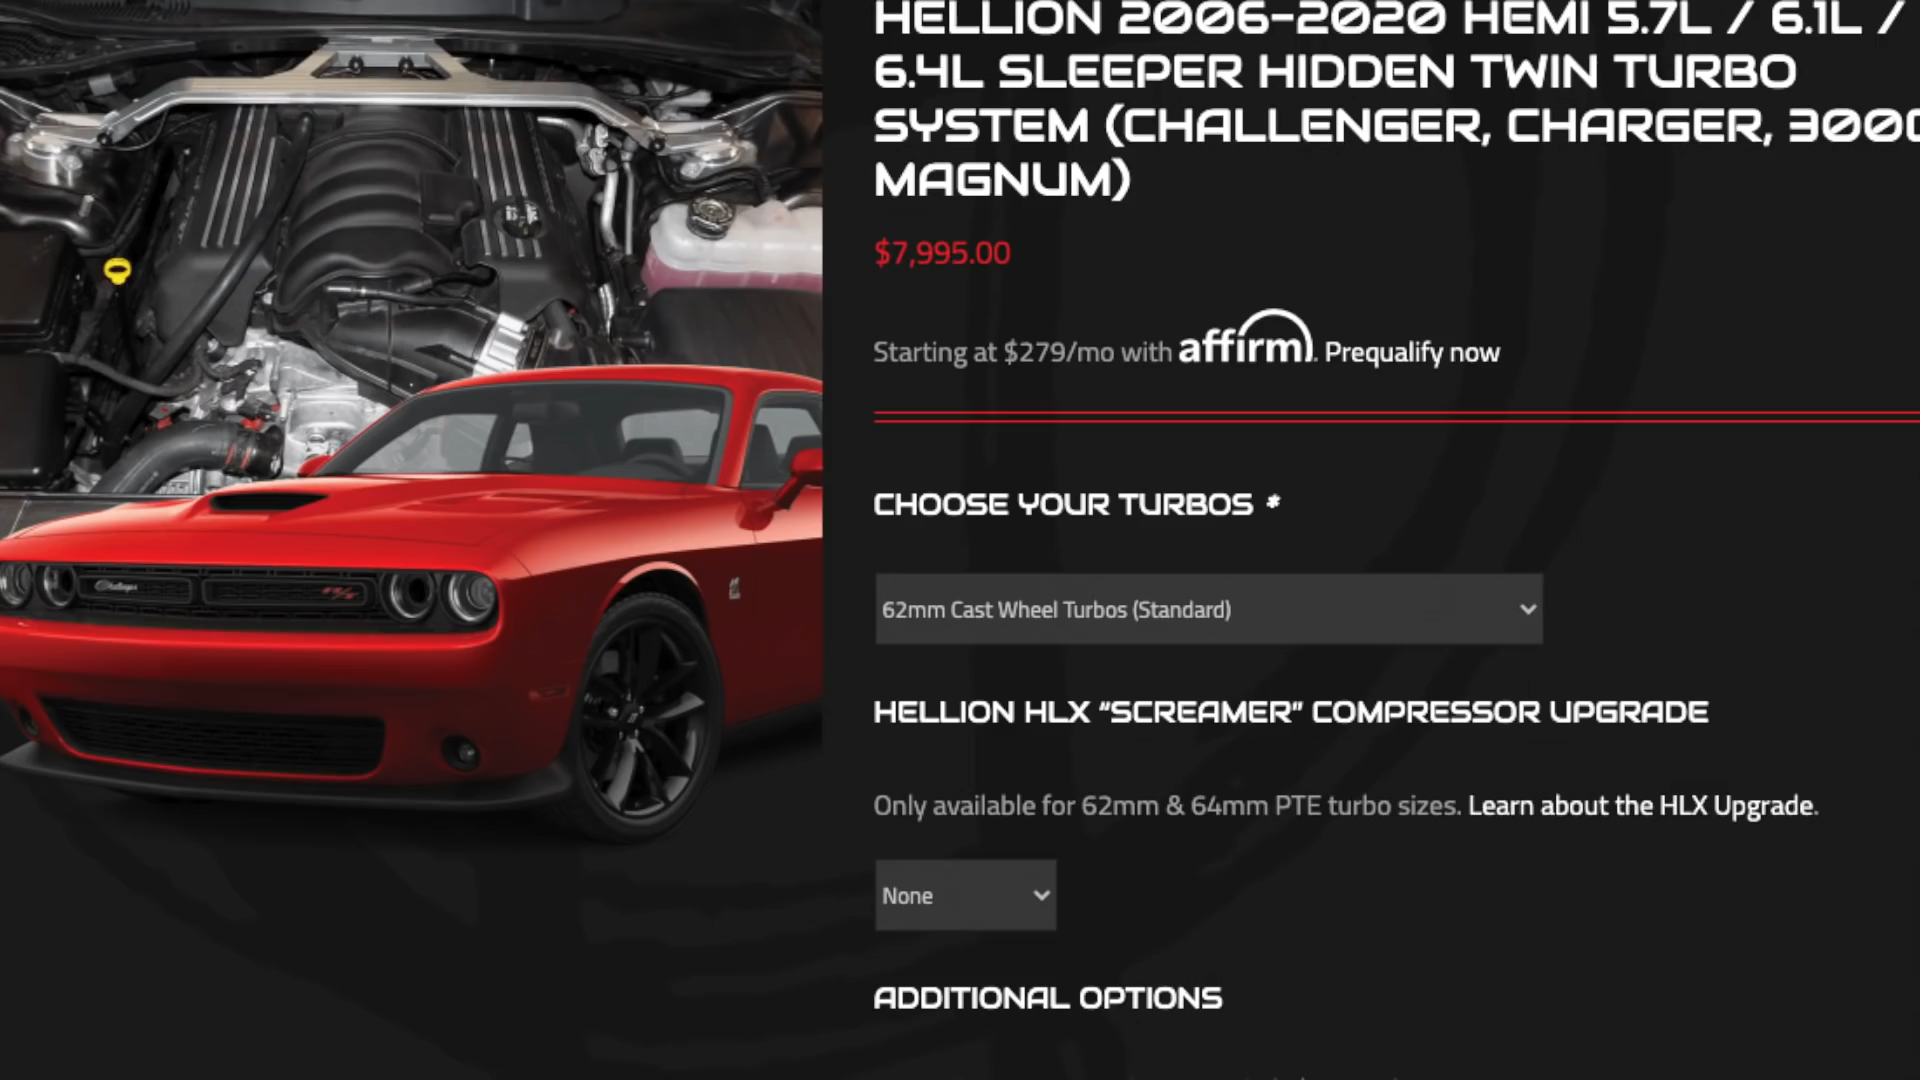 HELLION 2006-2020 HEMI 5.7L / 6.1L /
6.4L SLEEPER HIDDEN TWIN TURBO
SYSTEM (CHALLENGER, CHARGER, 300C
MAGNUM)
$7,995.00
Starting at $279/mo with affirm. Prequalify now
CHOOSE YOUR TURBOS *
62mm Cast Wheel Turbos (Standard)
HELLION HLX “SCREAMER” COMPRESSOR UPGRADE
Only available for 62mm & 64mm PTE turbo sizes. Learn about the HLX Upgrade.
None
ADDITIONAL OPTIONS
Challenger
R/T